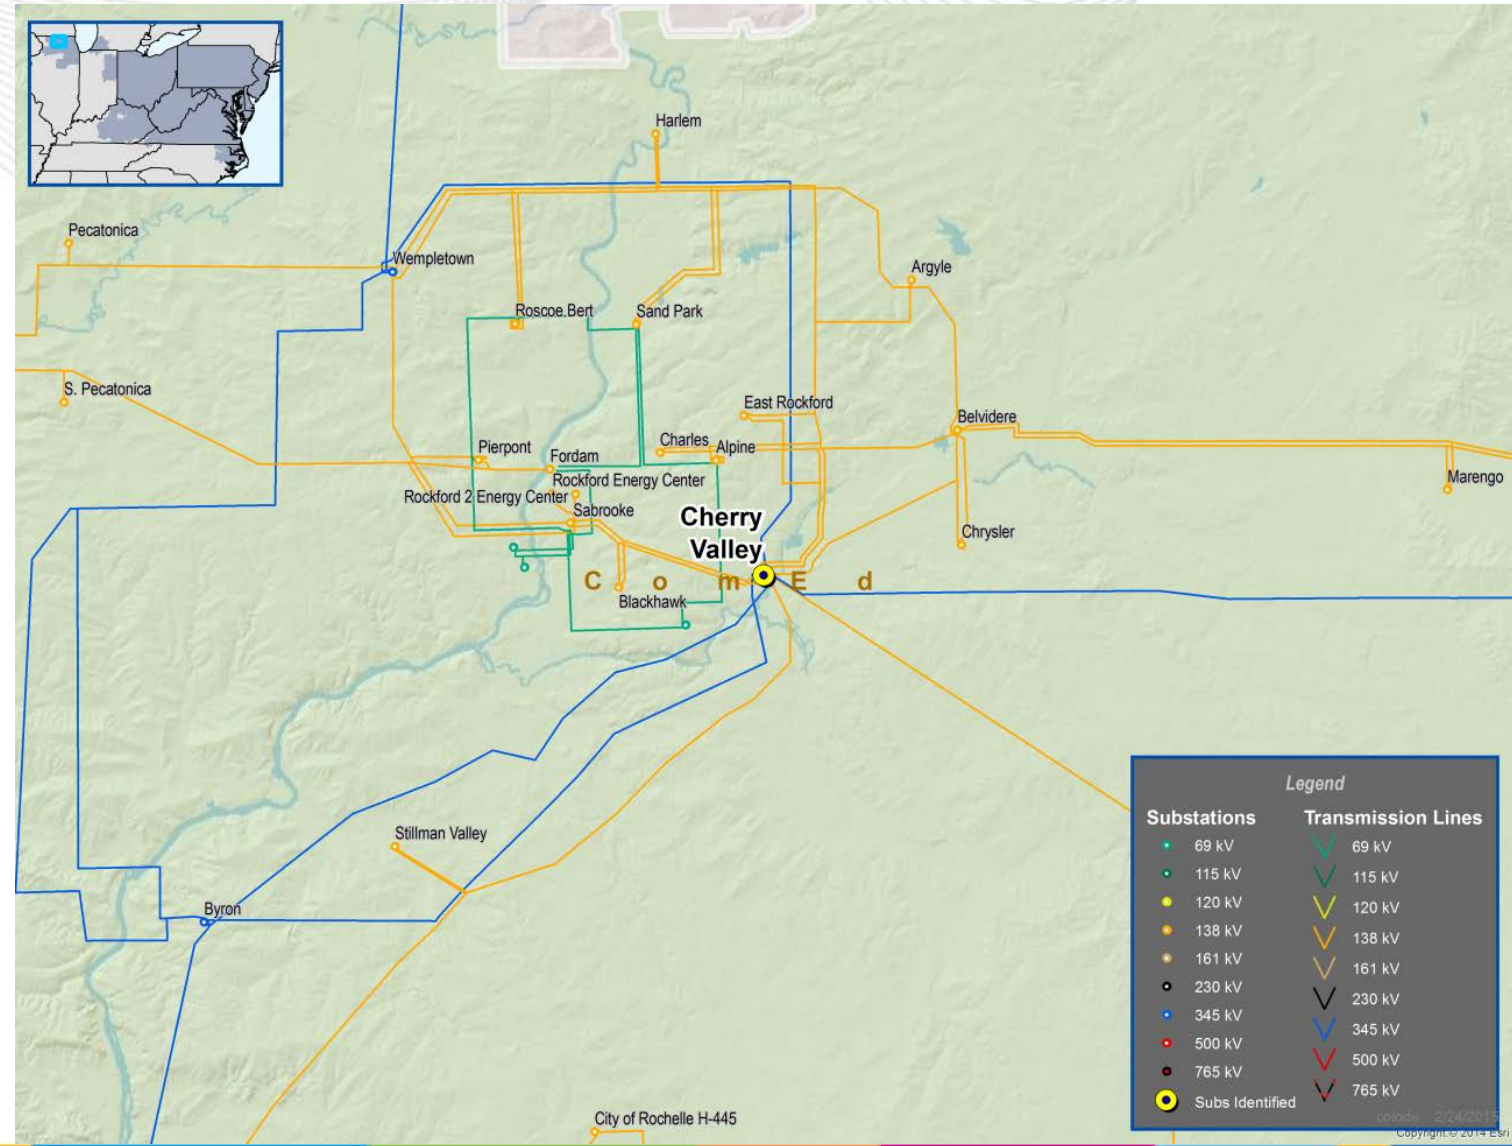 Harlem
Pecatonica
Wempletown
Argyle
Roscoe Bert
Sand Park
S. Pecatonica
East Rockford
Belvidere
Pierpont
Charles
Alpine
Fordam
Rockford Energy Center
Marengo
Rockford 2 Energy Center
Sabrooke
Cherry
Valley
Chrysler
C o m E d
Blackhawk
Stillman Valley
Byron
City of Rochelle H-445
Legend
Substations Transmission Lines
69 kV 69 kV
115 kV 115 kV
120 kV 120 kV
138 kV 138 kV
161 kV 161 kV
230 kV 230 kV
345 kV 345 kV
500 kV 500 kV
765 kV 765 kV
Subs Identified
2/24/2015
Copyright:© 2014 Esri